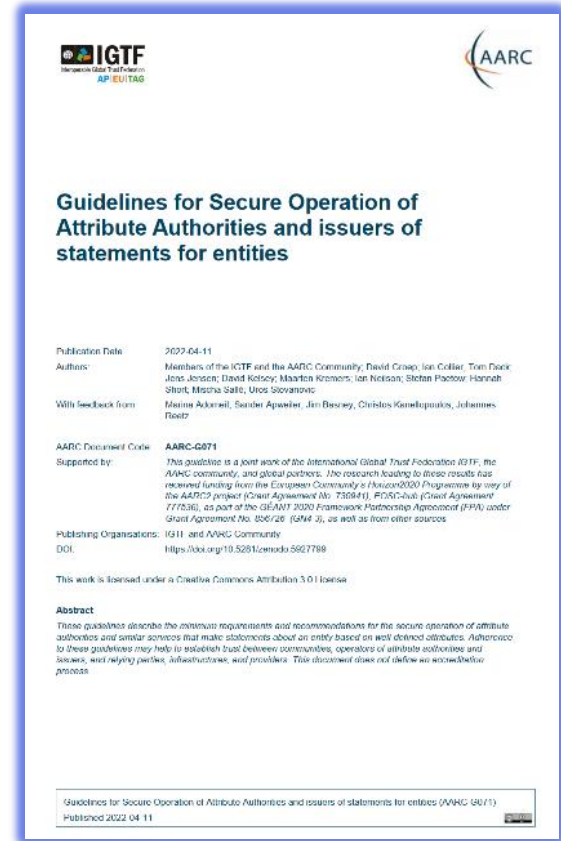 IGTF
Interoperable Global Trust Federation
AP|EU|TAG
AARC
Guidelines for Secure Operation of
Attribute Authorities and issuers of
statements for entities
Publication Date 2022-04-11
Authors: Members of the IGTF and the AARC Community; David Groep; Ian Collier, Tom Dack;
Jens Jensen; David Kelsey; Maarten Kremers; Ian Neilson; Stefan Paetow; Hannah
Short; Mischa Sallé; Uros Stevanovic
With feedback from: Marina Adomeit, Sander Apweiler, Jim Basney, Christos Kanellopoulos, Johannes
Reetz
AARC Document Code: AARC-G071
Supported by: This guideline is a joint work of the International Global Trust Federation IGTF, the
AARC community, and global partners. The research leading to these results has
received funding from the European Community's Horizon2020 Programme by way of
the AARC2 project (Grant Agreement No. 730941), EOSC-hub (Grant Agreement
777536), as part of the GÉANT 2020 Framework Partnership Agreement (FPA) under
Grant Agreement No. 856726 (GN4-3), as well as from other sources
Publishing Organisations: IGTF and AARC Community
DOI: https://doi.org/10.5281/zenodo.5927799
This work is licensed under a Creative Commons Attribution 3.0 License
Abstract
These guidelines describe the minimum requirements and recommendations for the secure operation of attribute
authorities and similar services that make statements about an entity based on well defined attributes. Adherence
to these guidelines may help to establish trust between communities, operators of attribute authorities and
issuers, and relying parties, infrastructures, and providers. This document does not define an accreditation
process.
Guidelines for Secure Operation of Attribute Authorities and issuers of statements for entities (AARC-G071)
Published 2022-04-11